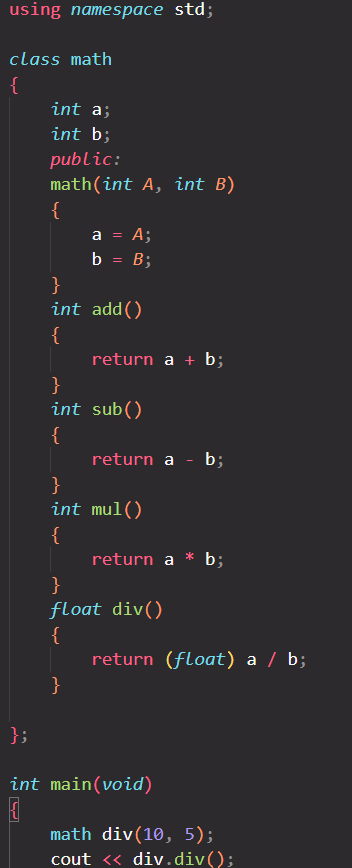 using namespace std;
class math
{
int a;
int b;
public:
math(int A, int B)
{
a = A;
b = B;
}
int add()
{
return a + b;
}
int sub()
{
return a - b;
}
int mul()
{
return a * b;
}
float div()
{
return (float) a / b;
}
};
int main(void)
{
math div(10, 5);
cout << div.div();